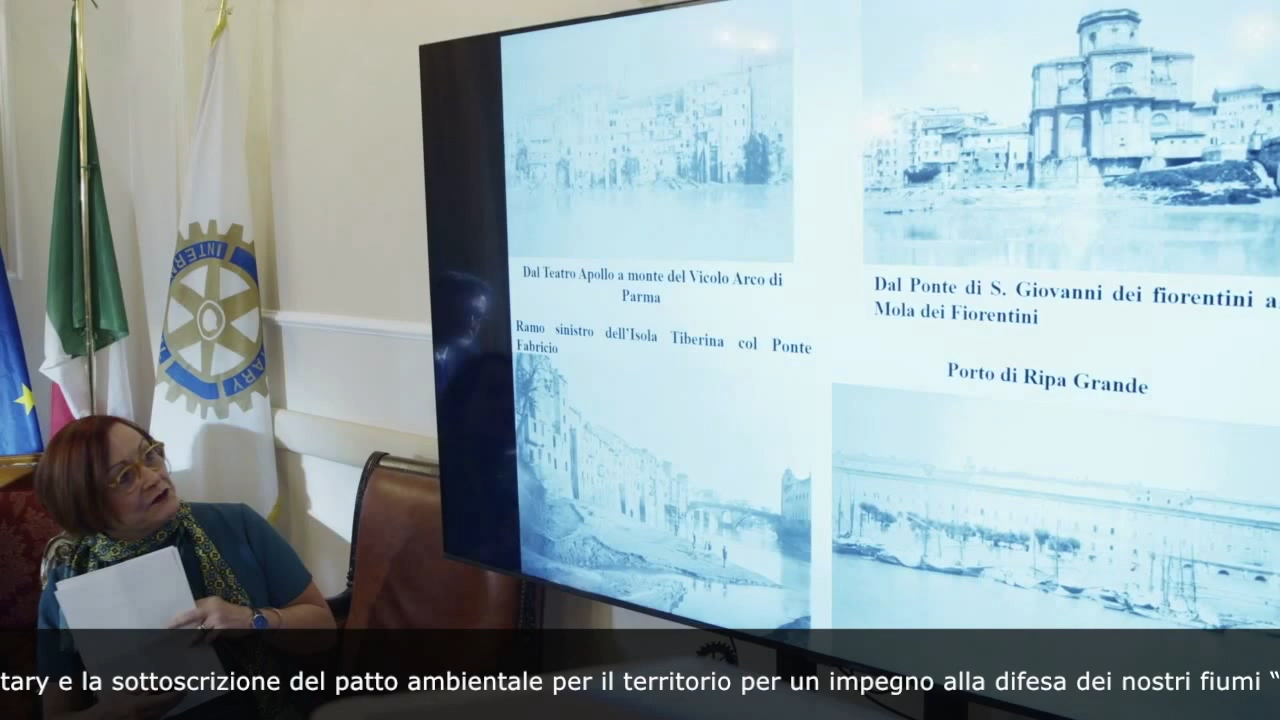 INTERN
ARY
Dal Teatro Apollo a monte del Vicolo Arco di
Parma
Dal Ponte di S. Giovanni dei fiorentini a
Mola dei Fiorentini
Ramo sinistro dell'Isola Tiberina col Ponte
Fabricio
Porto di Ripa Grande
tary e la sottoscrizione del patto ambientale per il territorio per un impegno alla difesa dei nostri fiumi “